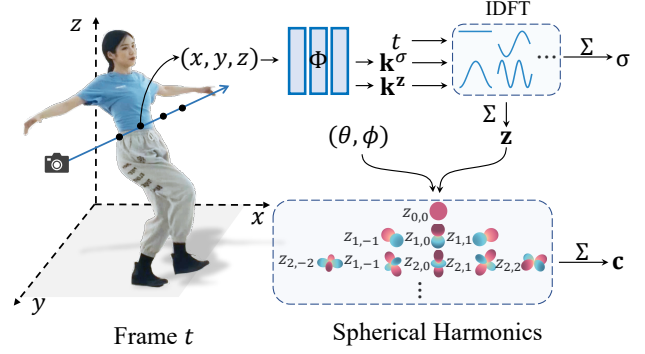 IDFT
z
(x, y, z)
Φ
t
k^σ
k^z
...
Σ
σ
Σ
z
(θ, ϕ)
x
y
z_{0,0}
z_{1,-1} z_{1,0} z_{1,1}
z_{2,-2} z_{1,-1} z_{2,0} z_{2,1} z_{2,2}
⋮
Σ
c
Frame t
Spherical Harmonics